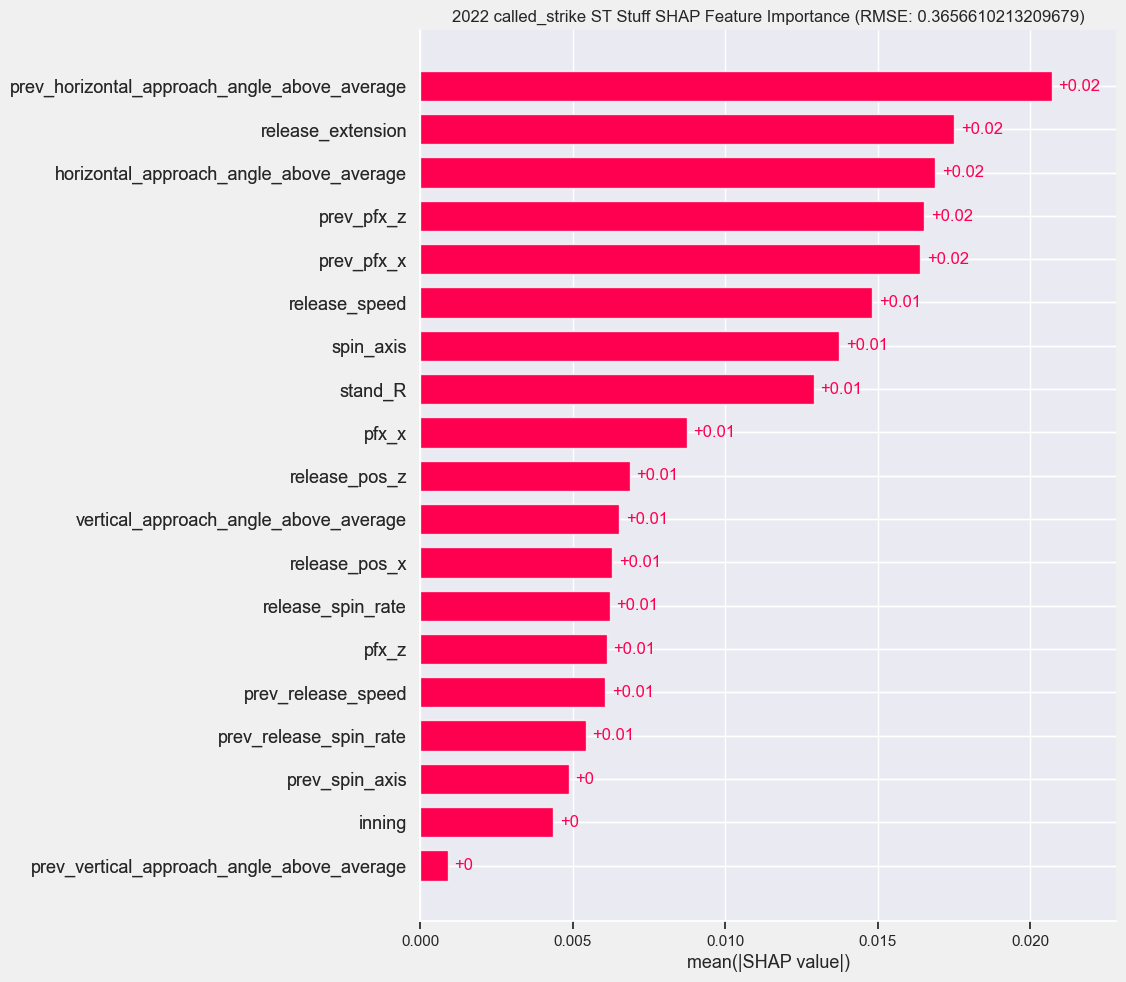 2022 called_strike ST Stuff SHAP Feature Importance (RMSE: 0.3656610213209679)
prev_horizontal_approach_angle_above_average +0.02
release_extension +0.02
horizontal_approach_angle_above_average +0.02
prev_pfx_z +0.02
prev_pfx_x +0.02
release_speed +0.01
spin_axis +0.01
stand_R +0.01
pfx_x +0.01
release_pos_z +0.01
vertical_approach_angle_above_average +0.01
release_pos_x +0.01
release_spin_rate +0.01
pfx_z +0.01
prev_release_speed +0.01
prev_release_spin_rate +0.01
prev_spin_axis +0
inning +0
prev_vertical_approach_angle_above_average +0
0.000 0.005 0.010 0.015 0.020
mean(|SHAP value|)